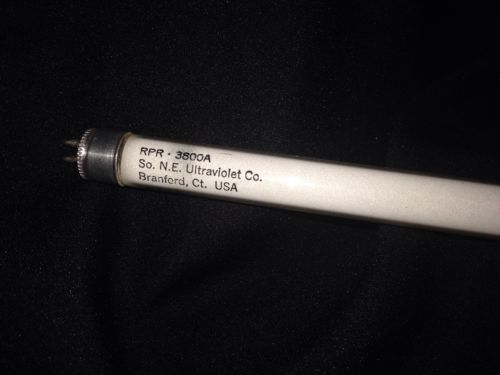 RPR · 3500A
So. N.E. Ultraviolet Co.
Branford, Ct. USA